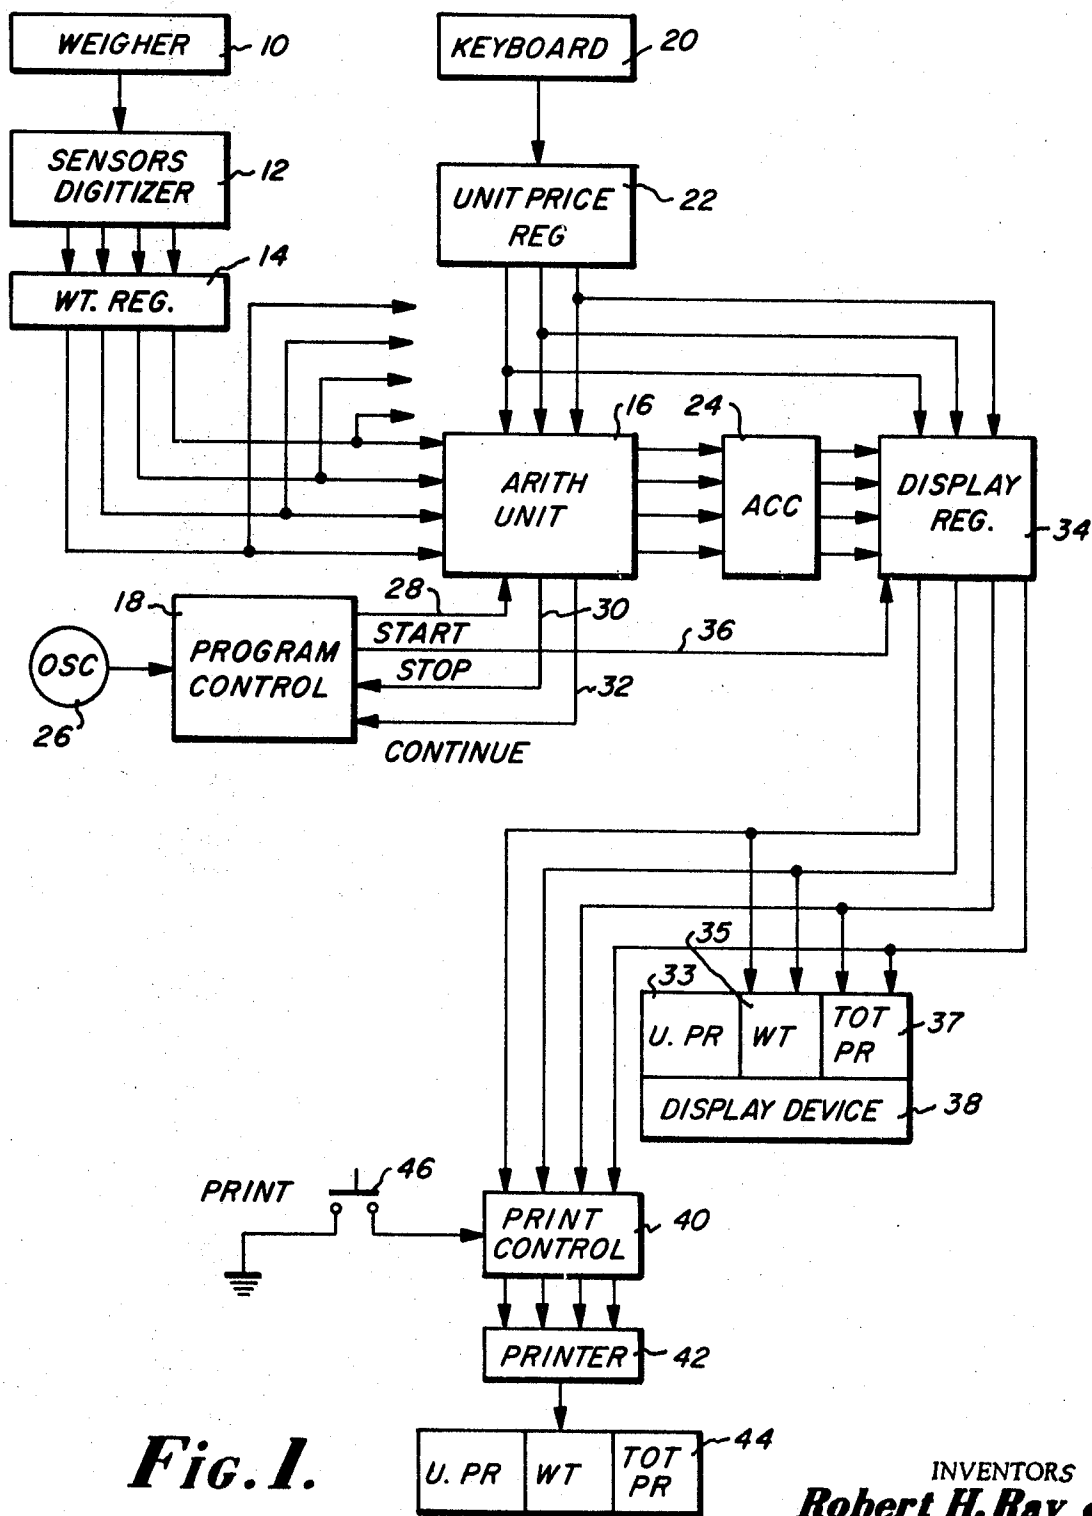 WEIGHER
10
KEYBOARD
20
SENSORS
DIGITIZER
12
UNIT PRICE
REG
22
WT. REG.
14
16
24
ARITH
UNIT
ACC
DISPLAY
REG.
34
18
28
START
30
36
OSC
26
PROGRAM
CONTROL
STOP
32
CONTINUE
35
33
U. PR
WT
TOT
PR
37
DISPLAY DEVICE
38
PRINT
46
PRINT
CONTROL
40
PRINTER
42
U. PR
WT
TOT
PR
44
FIG. 1.
INVENTORS
Robert H. Ray